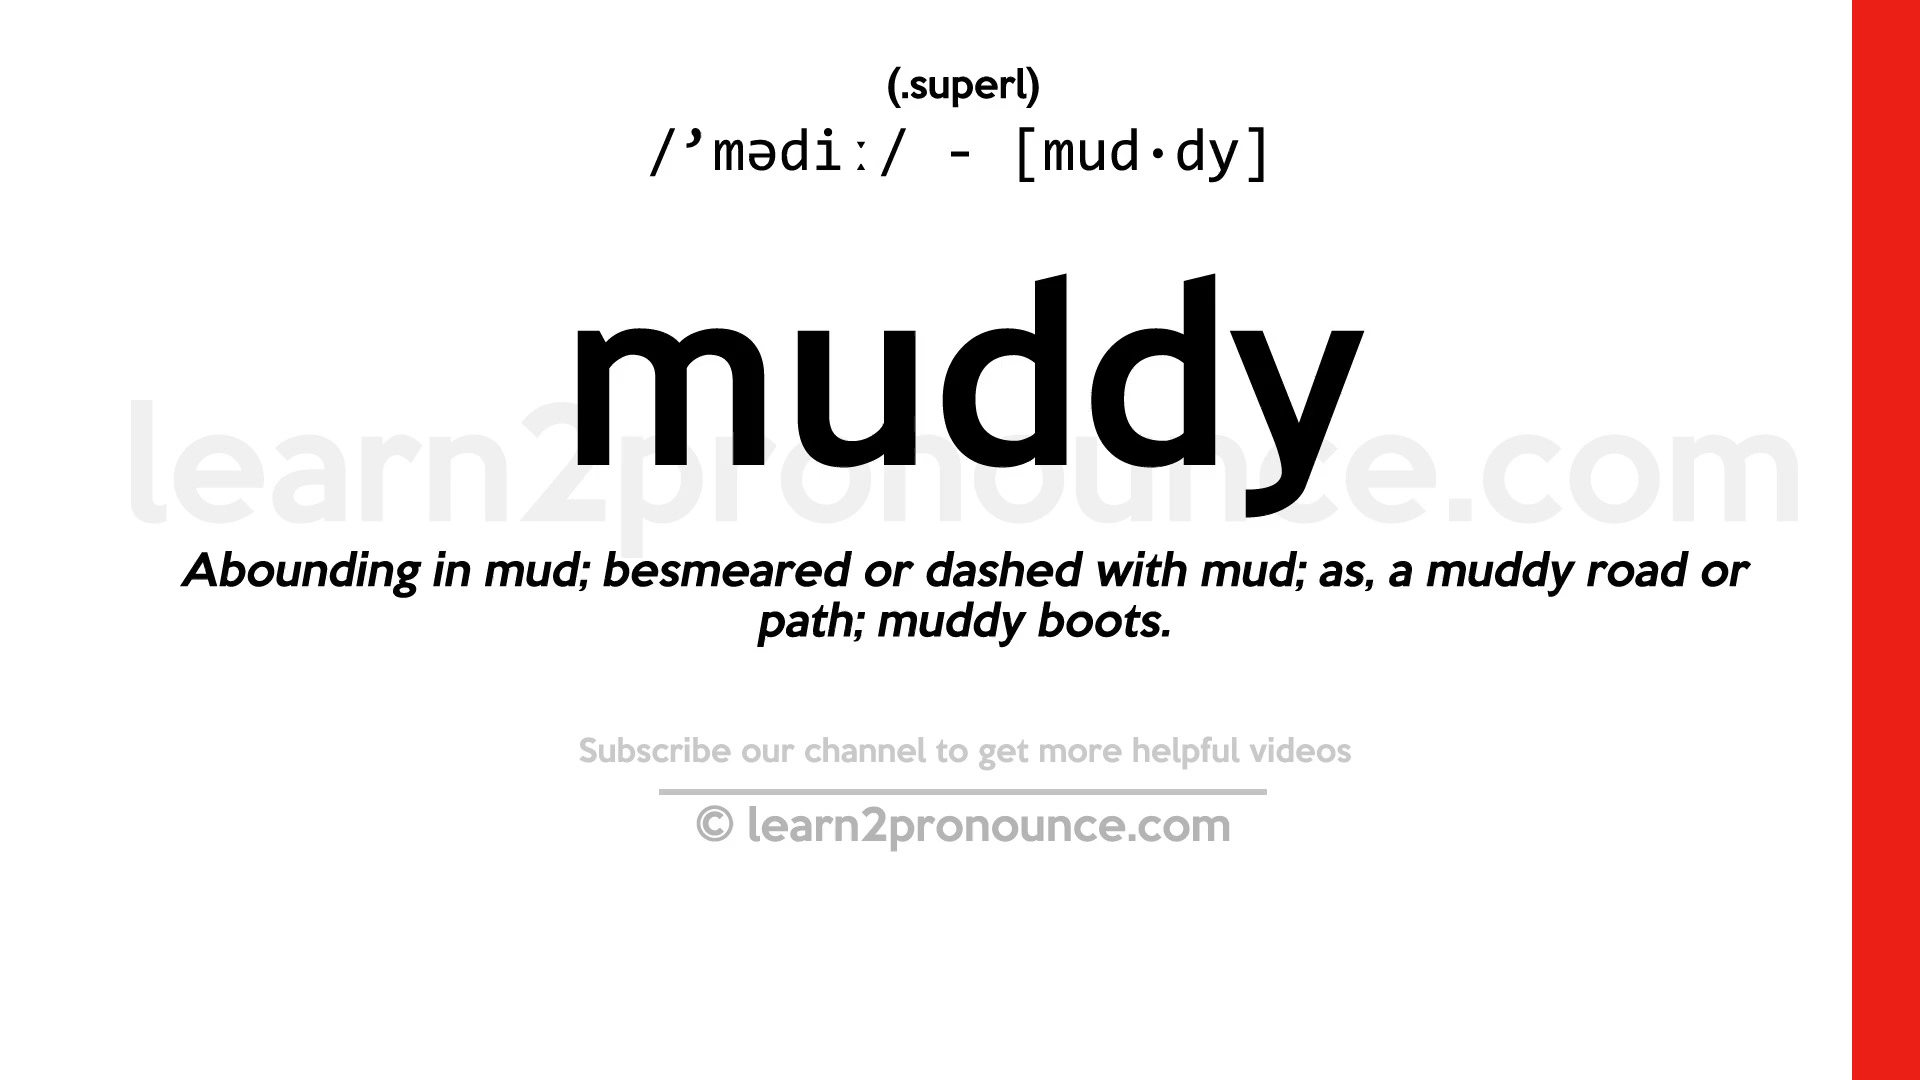 (.superl)
/’mədiː/ - [mud·dy]
muddy
learn2pronounce.com
Abounding in mud; besmeared or dashed with mud; as, a muddy road or
path; muddy boots.
Subscribe our channel to get more helpful videos
© learn2pronounce.com